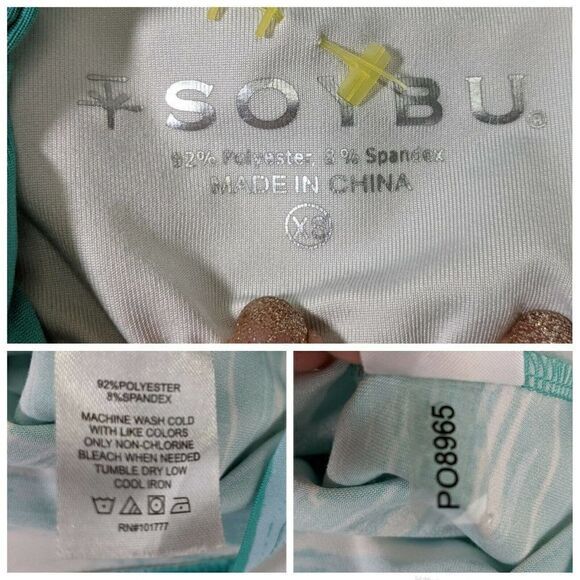 SOYBU®
92% Polyester, 8% Spandex
MADE IN CHINA
XS
92%POLYESTER
8%SPANDEX
MACHINE WASH COLD
WITH LIKE COLORS
ONLY NON-CHLORINE
BLEACH WHEN NEEDED
TUMBLE DRY LOW
COOL IRON
RN#101777
PO8965